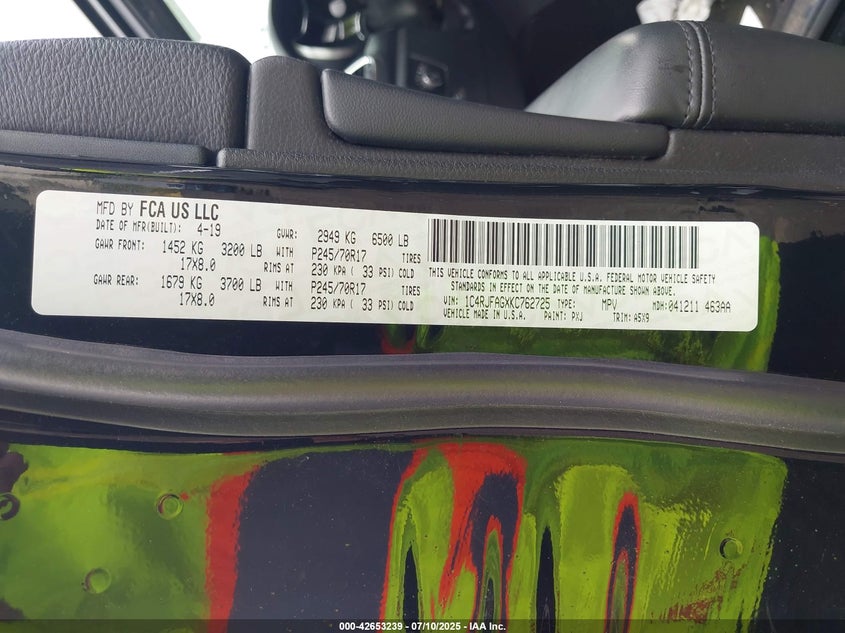 MFD BY FCA US LLC
DATE OF MFR(BUILT): 4-19 GVWR: 2949 KG 6500 LB
GAWR FRONT: 1452 KG 3200 LB WITH P245/70R17 TIRES
17X8.0 RIMS AT 230 KPA ( 33 PSI) COLD
GAWR REAR: 1679 KG 3700 LB WITH P245/70R17 TIRES
17X8.0 RIMS AT 230 KPA ( 33 PSI) COLD
THIS VEHICLE CONFORMS TO ALL APPLICABLE U.S.A. FEDERAL MOTOR VEHICLE SAFETY
STANDARDS IN EFFECT ON THE DATE OF MANUFACTURE SHOWN ABOVE.
VIN: 1C4RJFAGXKC762725 TYPE: MPV MDH:041211 463AA
VEHICLE MADE IN U.S.A. PAINT: PXJ TRIM: A5X9
000-42653239 - 07/10/2025 - IAA Inc.